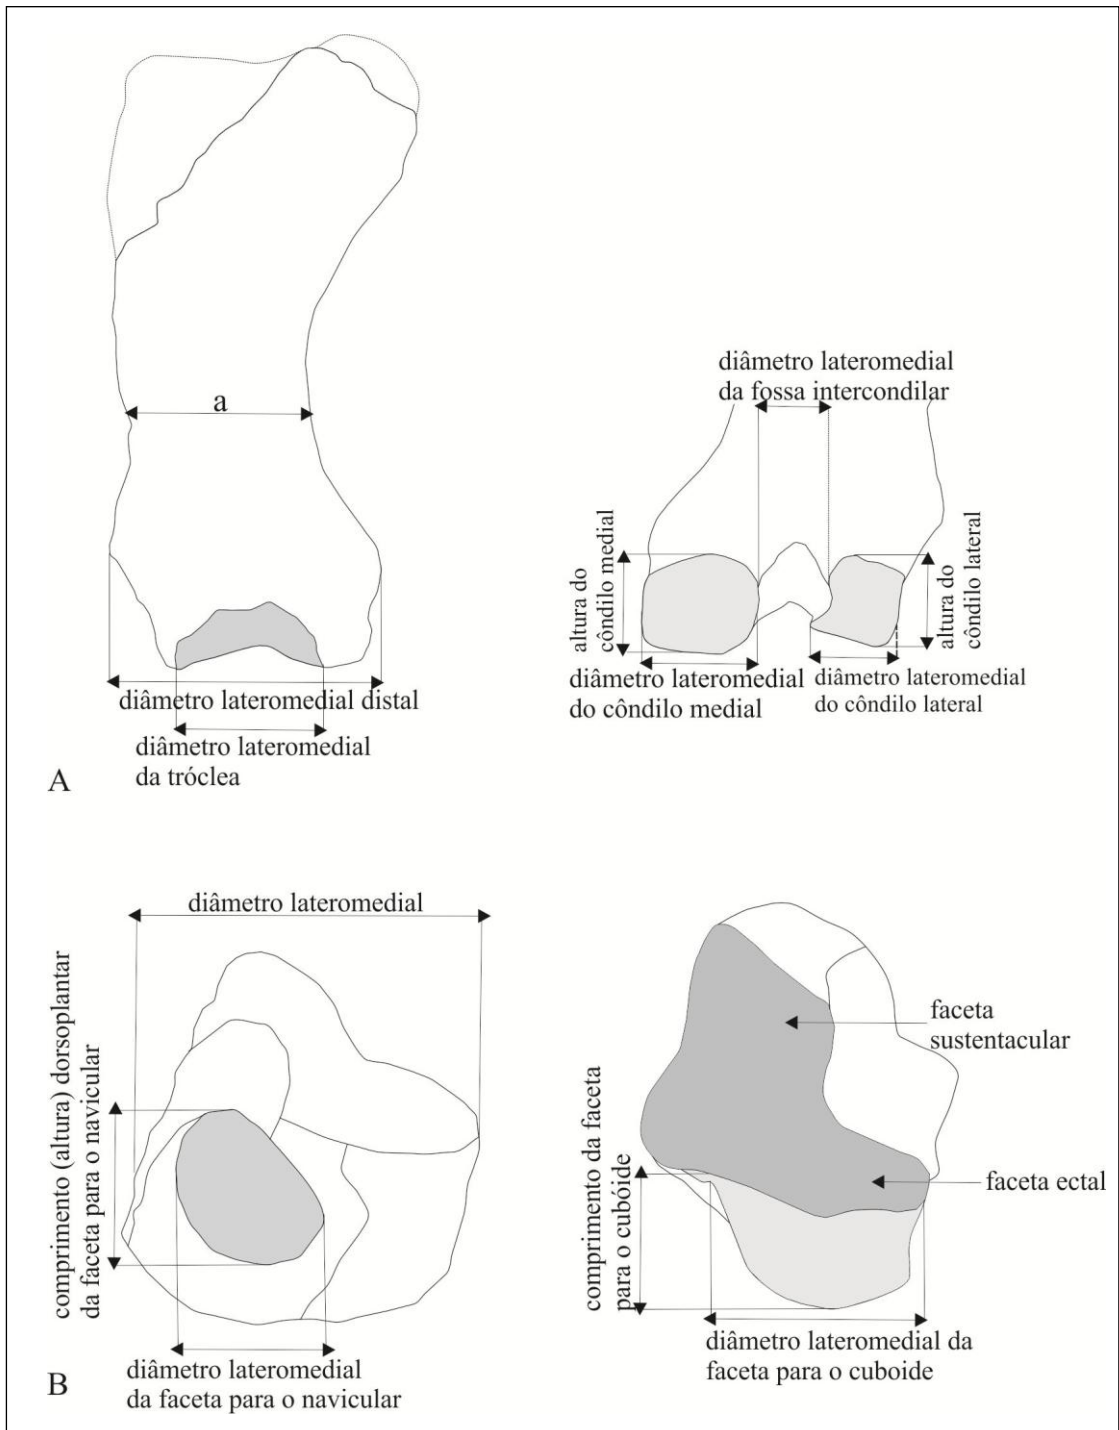 a
diâmetro lateromedial distal
diâmetro lateromedial
da tróclea
A
diâmetro lateromedial
da fossa intercondilar
altura do
côndilo medial
altura do
côndilo lateral
diâmetro lateromedial
do côndilo medial
diâmetro lateromedial
do côndilo lateral
diâmetro lateromedial
comprimento (altura) dorsoplantar
da faceta para o navicular
diâmetro lateromedial
da faceta para o navicular
B
faceta
sustentacular
faceta ectal
comprimento da faceta
para o cubóide
diâmetro lateromedial da
faceta para o cuboide